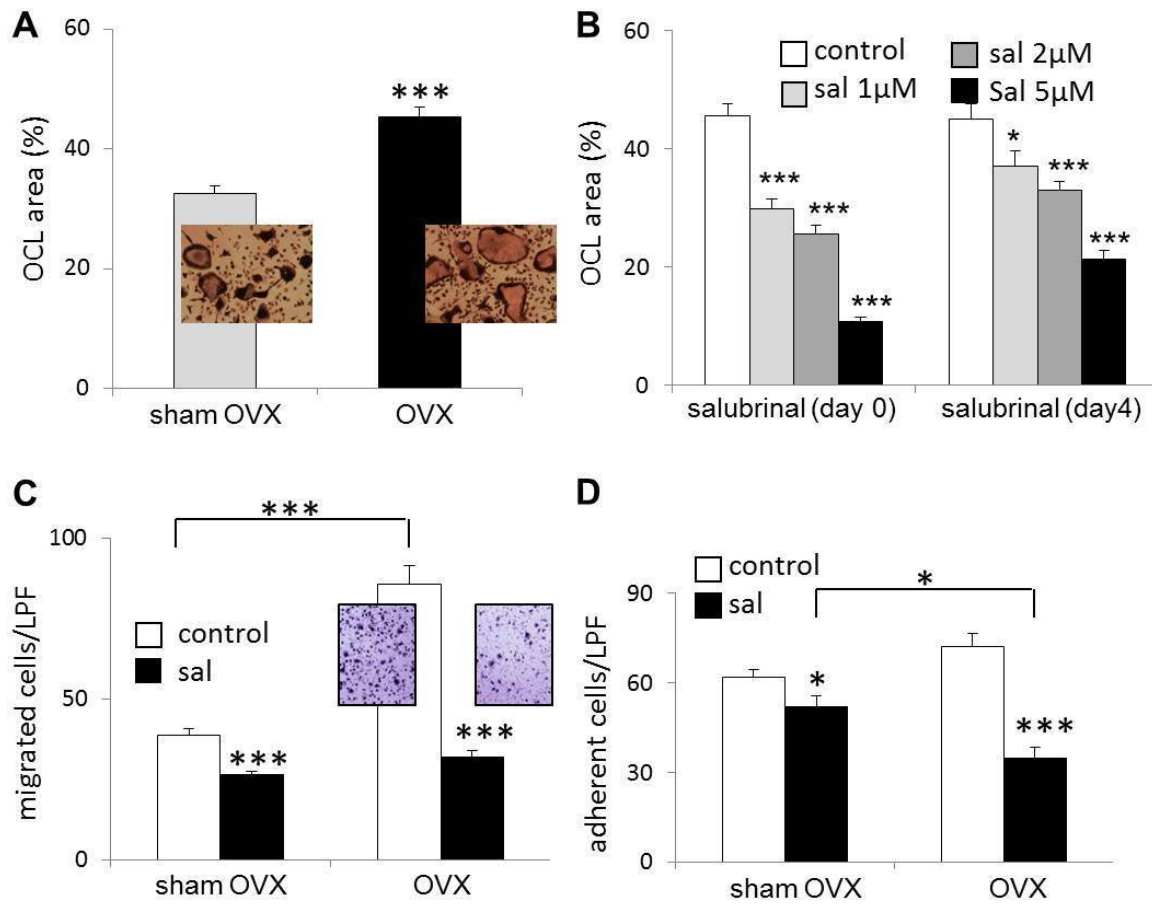 A
60
40
20
0
OCL area (%)
***
sham OVX
OVX
B
60
40
20
0
OCL area (%)
control
sal 2µM
sal 1µM
Sal 5µM
***
***
***
*
***
***
salubrinal (day 0)
salubrinal (day4)
C
100
50
0
migrated cells/LPF
***
control
sal
***
***
sham OVX
OVX
D
90
60
30
0
adherent cells/LPF
control
sal
*
*
***
sham OVX
OVX